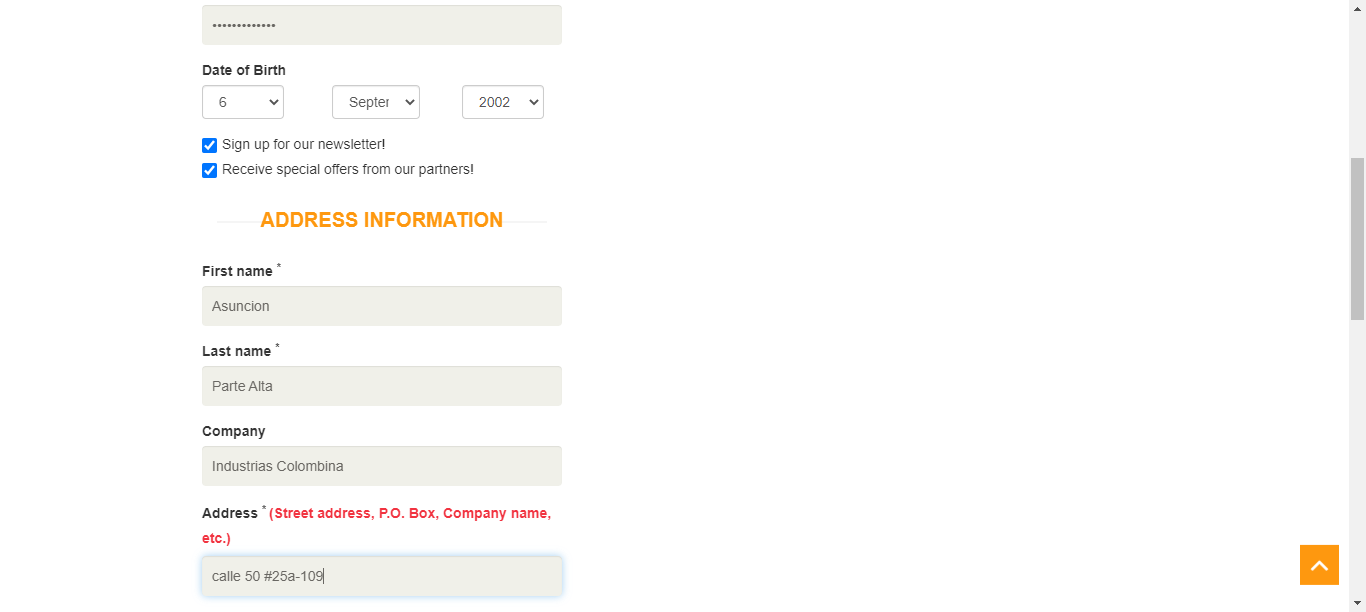 •••••••••••••
Date of Birth
6 Septer 2002
Sign up for our newsletter!
Receive special offers from our partners!
ADDRESS INFORMATION
First name *
Asuncion
Last name *
Parte Alta
Company
Industrias Colombina
Address * (Street address, P.O. Box, Company name,
etc.)
calle 50 #25a-109